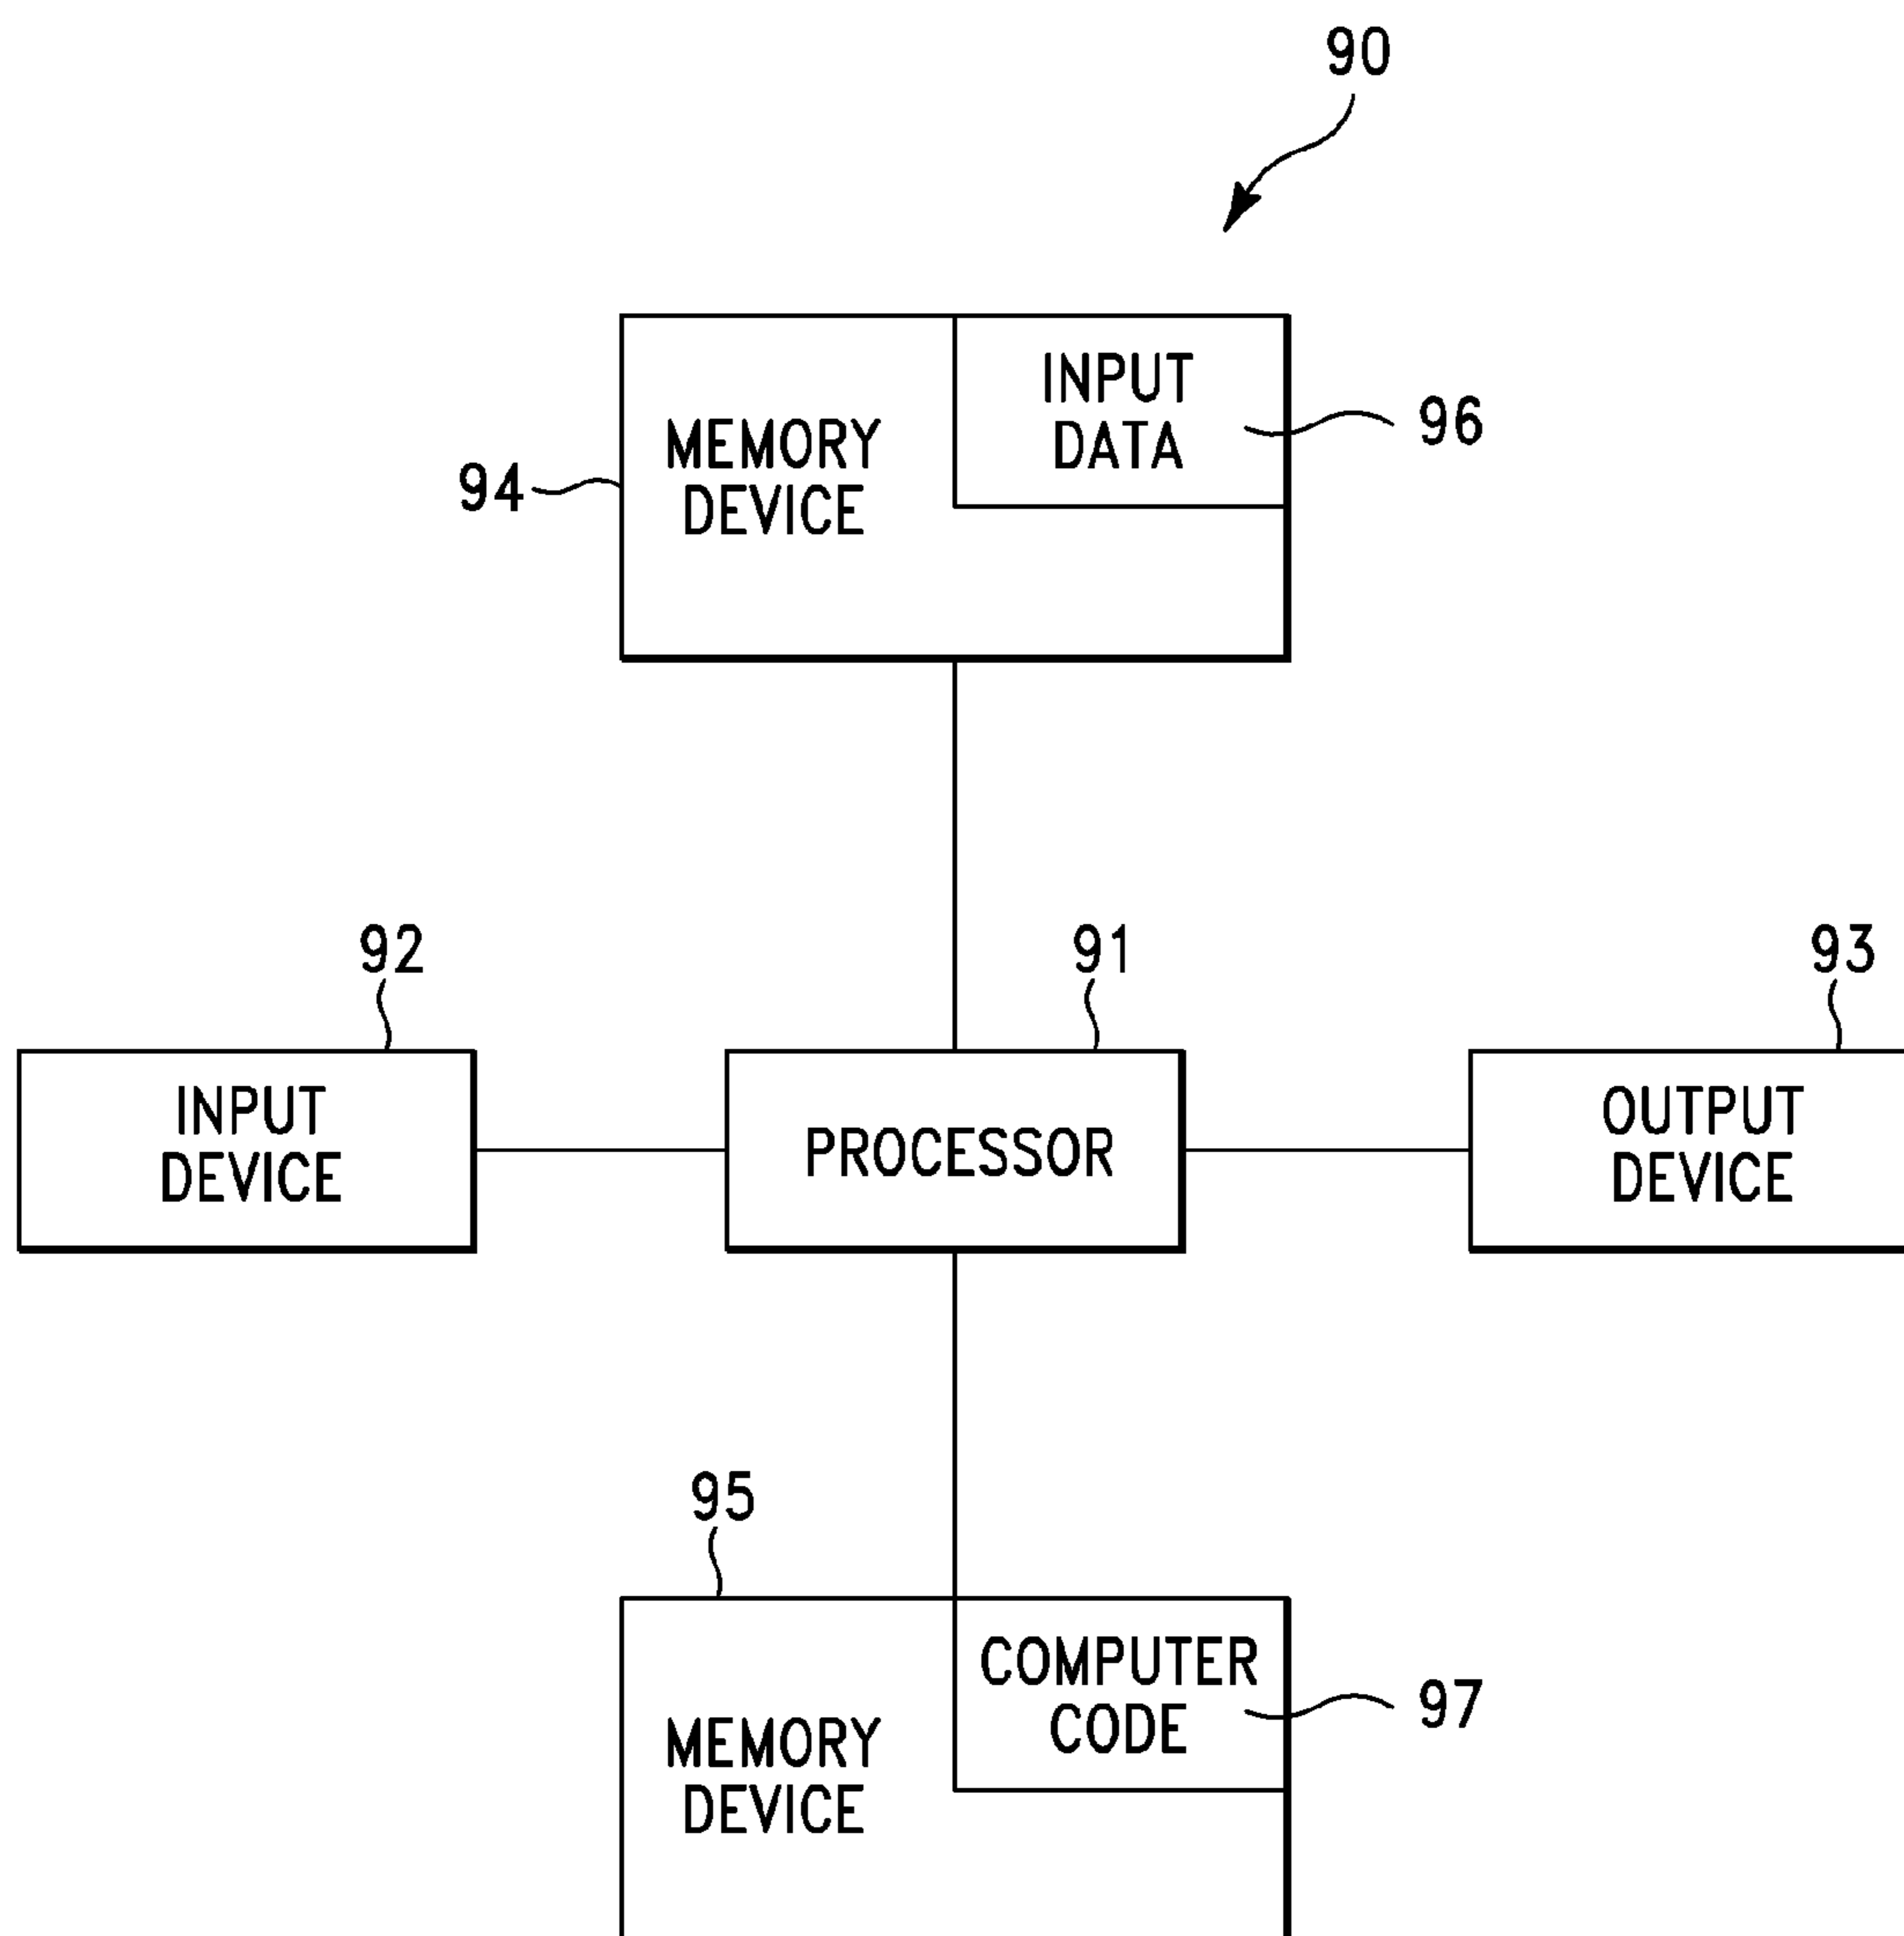 90
INPUT
DATA
96
MEMORY
DEVICE
94
92
91
93
INPUT
DEVICE
PROCESSOR
OUTPUT
DEVICE
95
COMPUTER
CODE
97
MEMORY
DEVICE